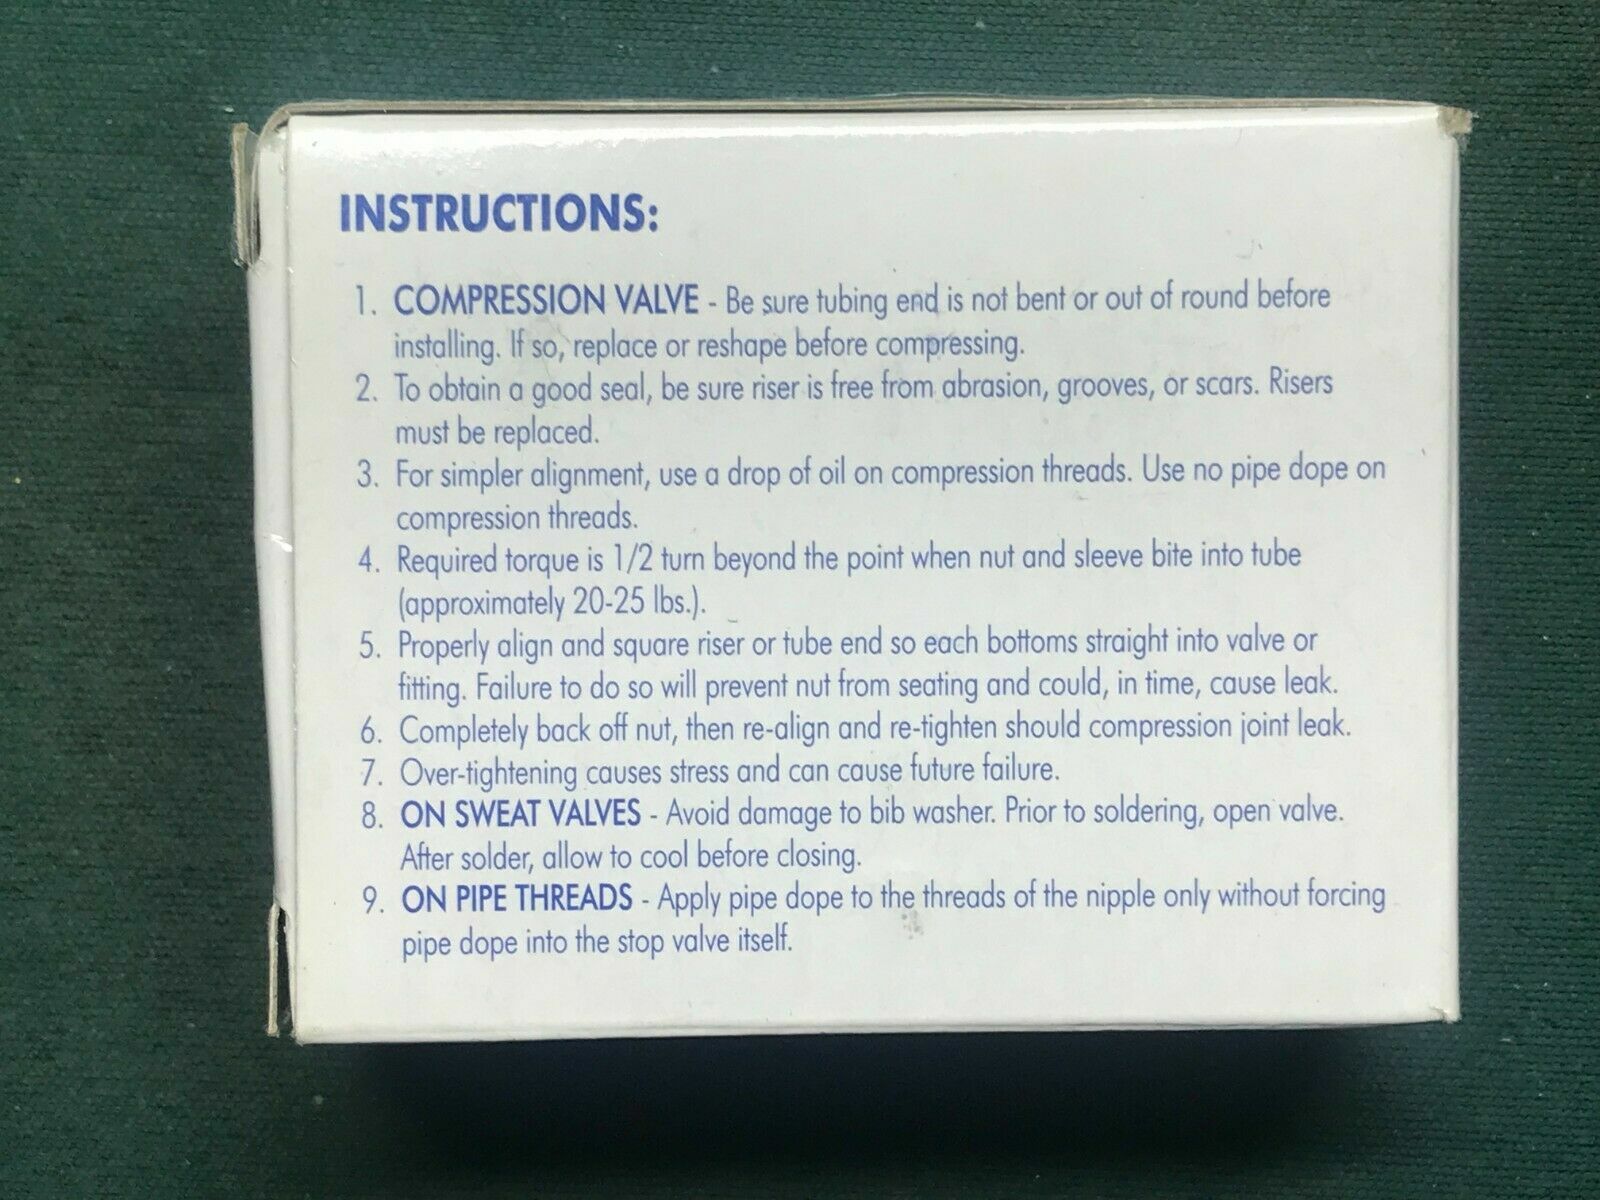 INSTRUCTIONS:
1. COMPRESSION VALVE - Be sure tubing end is not bent or out of round before
installing. If so, replace or reshape before compressing.
2. To obtain a good seal, be sure riser is free from abrasion, grooves, or scars. Risers
must be replaced.
3. For simpler alignment, use a drop of oil on compression threads. Use no pipe dope on
compression threads.
4. Required torque is 1/2 turn beyond the point when nut and sleeve bite into tube
(approximately 20-25 lbs.).
5. Properly align and square riser or tube end so each bottoms straight into valve or
fitting. Failure to do so will prevent nut from seating and could, in time, cause leak.
6. Completely back off nut, then re-align and re-tighten should compression joint leak.
7. Over-tightening causes stress and can cause future failure.
8. ON SWEAT VALVES - Avoid damage to bib washer. Prior to soldering, open valve.
After solder, allow to cool before closing.
9. ON PIPE THREADS - Apply pipe dope to the threads of the nipple only without forcing
pipe dope into the stop valve itself.